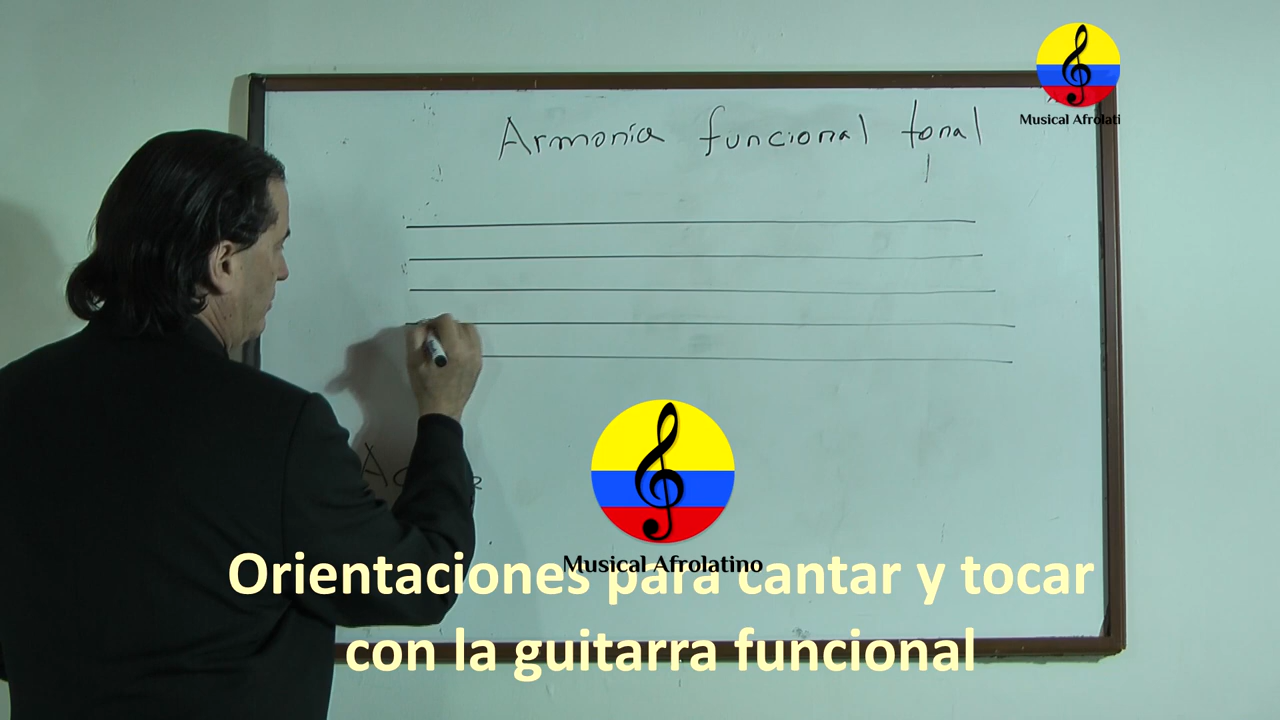 Armonía funcional tonal
Musical Afrolati
Musical Afrolatino
Orientaciones para cantar y tocar
con la guitarra funcional